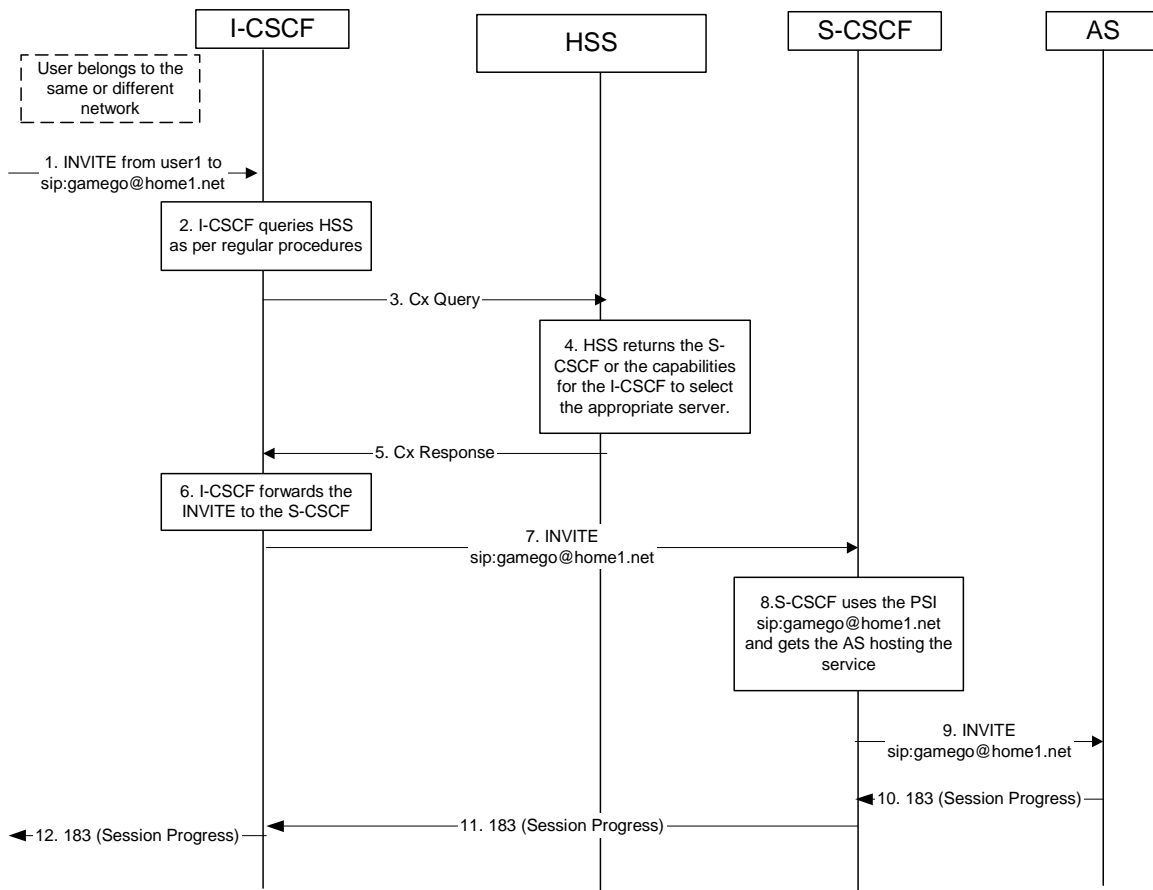 I-CSCF
HSS
S-CSCF
AS
User belongs to the
same or different
network
1. INVITE from user1 to
sip:gamego@home1.net
2. I-CSCF queries HSS
as per regular procedures
3. Cx Query
4. HSS returns the S-
CSCF or the capabilities
for the I-CSCF to select
the appropriate server.
5. Cx Response
6. I-CSCF forwards the
INVITE to the S-CSCF
7. INVITE
sip:gamego@home1.net
8.S-CSCF uses the PSI
sip:gamego@home1.net
and gets the AS hosting the
service
9. INVITE
sip:gamego@home1.net
10. 183 (Session Progress)
11. 183 (Session Progress)
12. 183 (Session Progress)